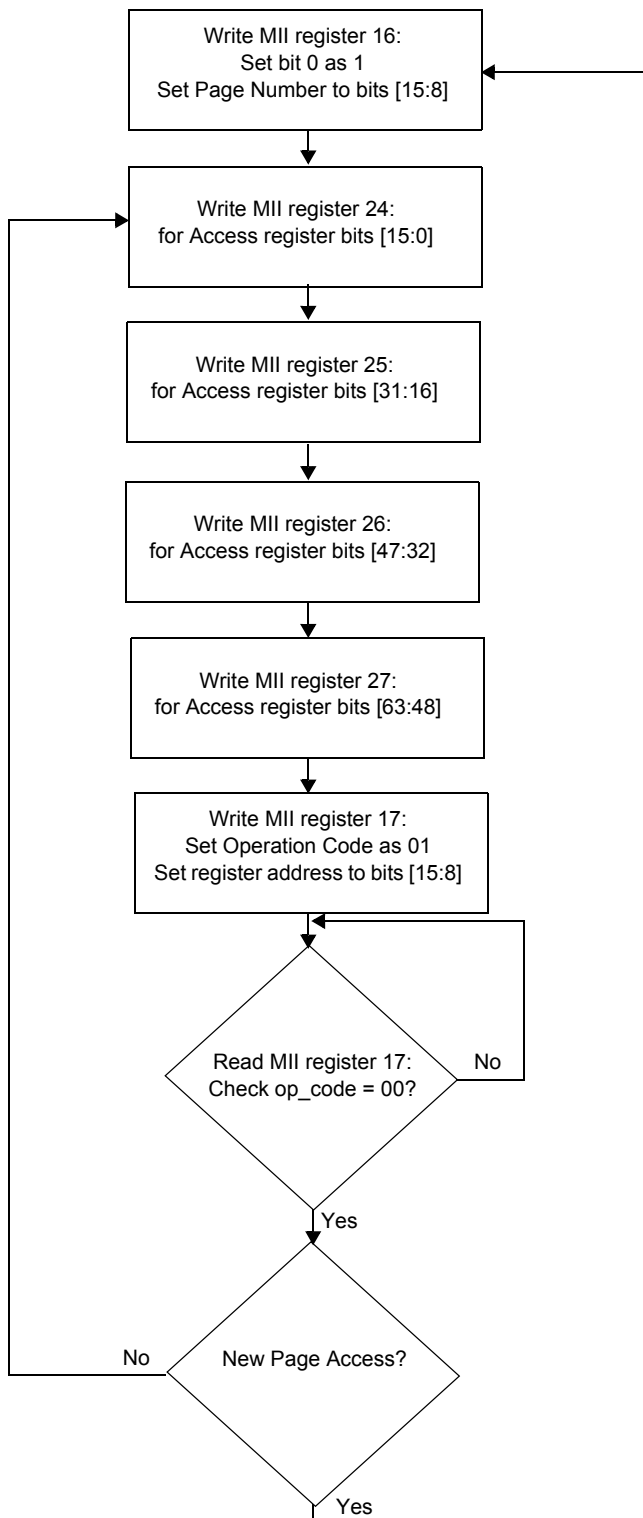 Write MII register 16:
Set bit 0 as 1
Set Page Number to bits [15:8]
Write MII register 24:
for Access register bits [15:0]
Write MII register 25:
for Access register bits [31:16]
Write MII register 26:
for Access register bits [47:32]
Write MII register 27:
for Access register bits [63:48]
Write MII register 17:
Set Operation Code as 01
Set register address to bits [15:8]
Read MII register 17:
Check op_code = 00?
No
Yes
No
New Page Access?
Yes